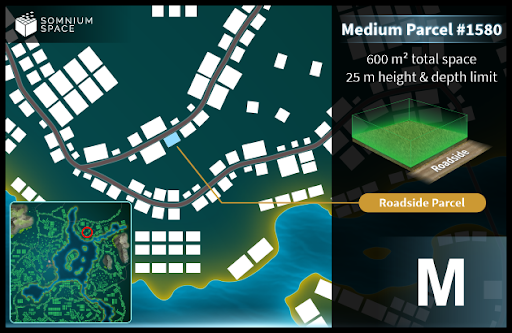 SOMNIUM
SPACE
Medium Parcel #1580
600 m² total space
25 m height & depth limit
Roadside
Roadside Parcel
M